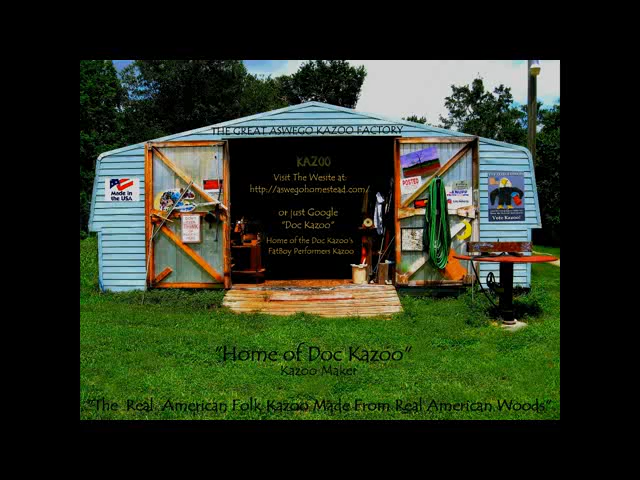 THE GREAT ASWEGO KAZOO FACTORY
KAZOO
Visit The Wesite at:
http://aswegohomestead.com/
or just Google
"Doc Kazoo"
Home of the Doc Kazoo's
FatBoy Performers Kazoo
Made in
the USA
POSTED
Vote Kazoo!
"Home of Doc Kazoo"
Kazoo Maker
"The Real American Folk Kazoo Made From Real American Woods"